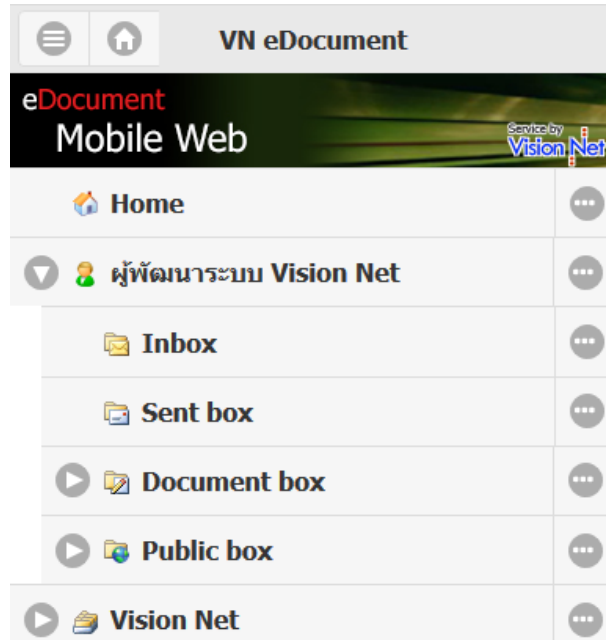 VN eDocument
eDocument
Mobile Web
Service by
Vision Net
Home
ผู้พัฒนาระบบ Vision Net
Inbox
Sent box
Document box
Public box
Vision Net